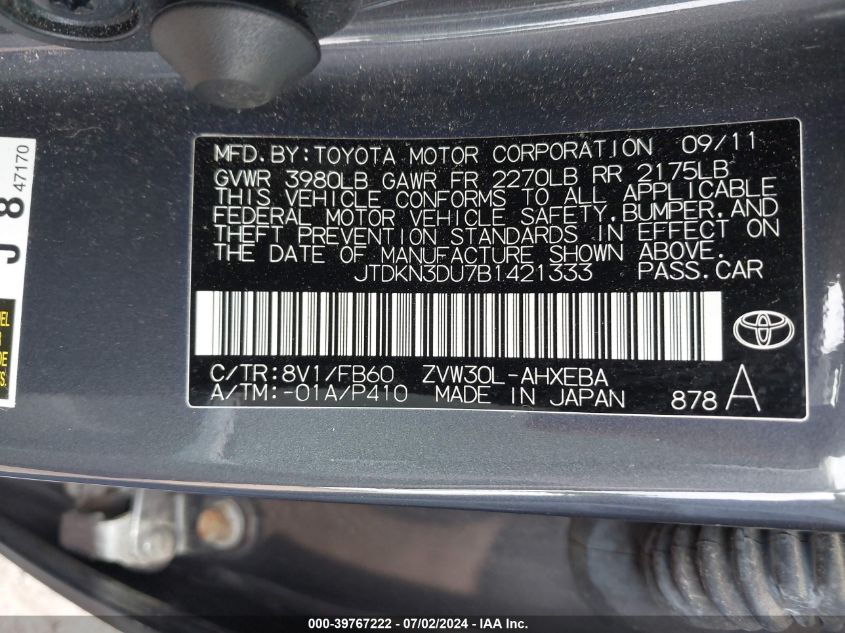 MFD.BY:TOYOTA MOTOR CORPORATION 09/11
GVWR 3980LB GAWR FR 2270LB RR 2175LB
THIS VEHICLE CONFORMS TO ALL APPLICABLE
FEDERAL MOTOR VEHICLE SAFETY,BUMPER,AND
THEFT PREVENTION STANDARDS IN EFFECT ON
THE DATE OF MANUFACTURE SHOWN ABOVE.
JTDKN3DU7B1421333 PASS.CAR
C/TR:8V1/FB60 ZVW30L-AHXEBA
A/TM:-01A/P410 MADE IN JAPAN 878 A
J 8 47170
000-39767222 - 07/02/2024 - IAA Inc.